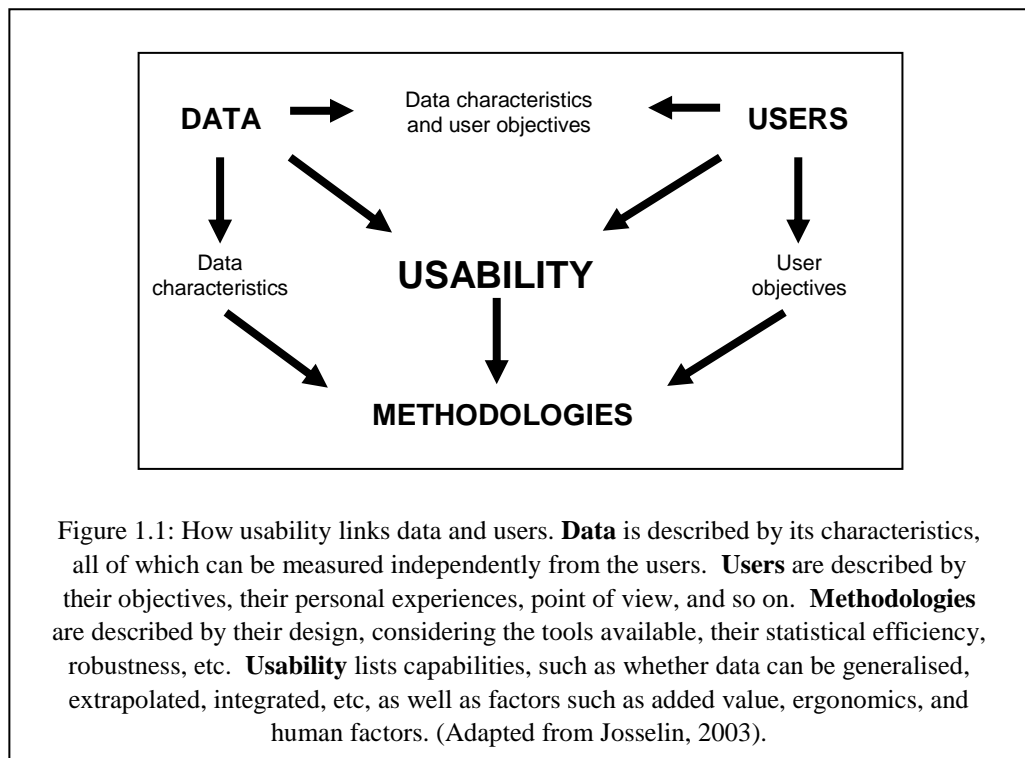 DATA
Data characteristics
and user objectives
USERS
Data
characteristics
USABILITY
User
objectives
METHODOLOGIES
Figure 1.1: How usability links data and users. Data is described by its characteristics,
all of which can be measured independently from the users. Users are described by
their objectives, their personal experiences, point of view, and so on. Methodologies
are described by their design, considering the tools available, their statistical efficiency,
robustness, etc. Usability lists capabilities, such as whether data can be generalised,
extrapolated, integrated, etc, as well as factors such as added value, ergonomics, and
human factors. (Adapted from Josselin, 2003).